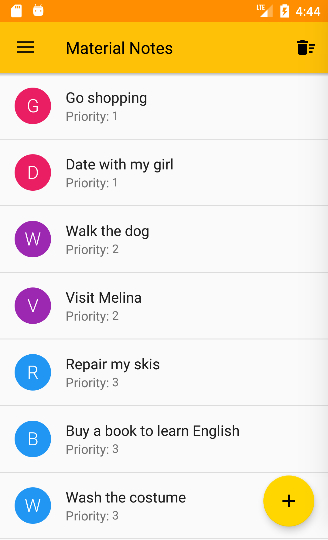 LTE 4:44
Material Notes
G Go shopping
Priority: 1
D Date with my girl
Priority: 1
W Walk the dog
Priority: 2
V Visit Melina
Priority: 2
R Repair my skis
Priority: 3
B Buy a book to learn English
Priority: 3
W Wash the costume
Priority: 3